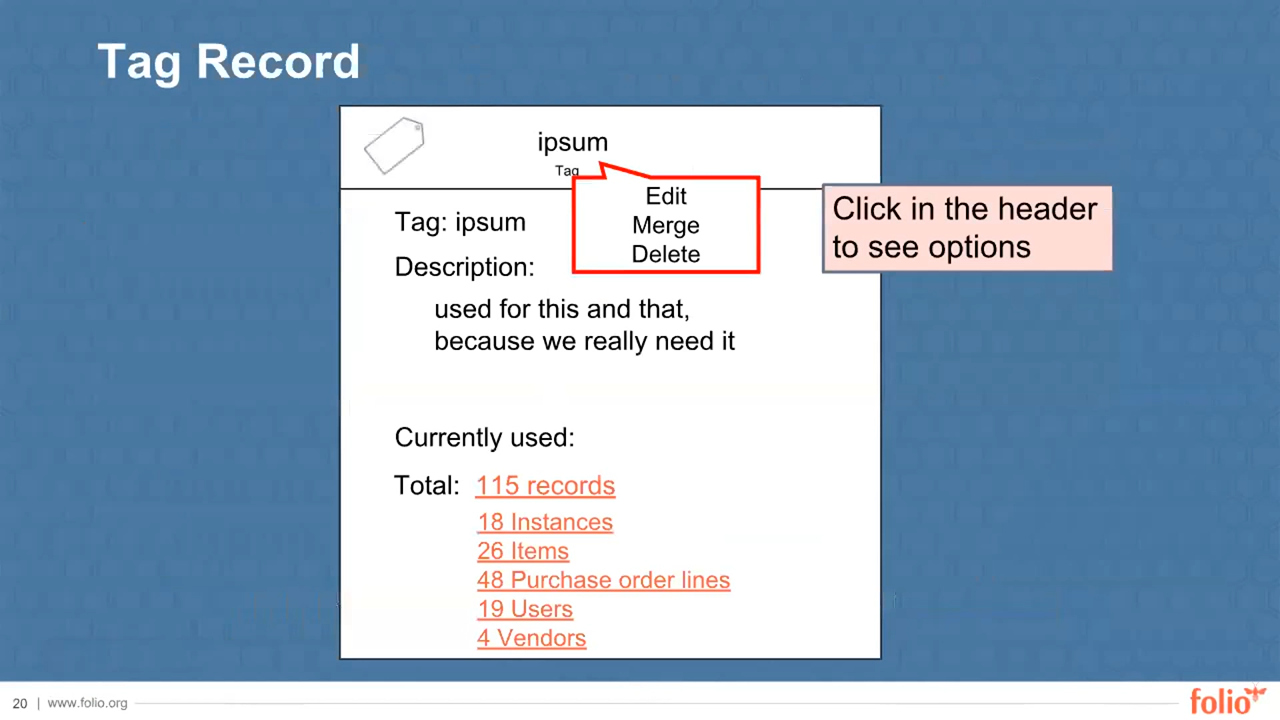 Tag Record
ipsum
Tag
Edit
Merge
Delete
Click in the header
to see options
Tag: ipsum
Description:
used for this and that,
because we really need it
Currently used:
Total: 115 records
18 Instances
26 Items
48 Purchase order lines
19 Users
4 Vendors
20 | www.folio.org
folio